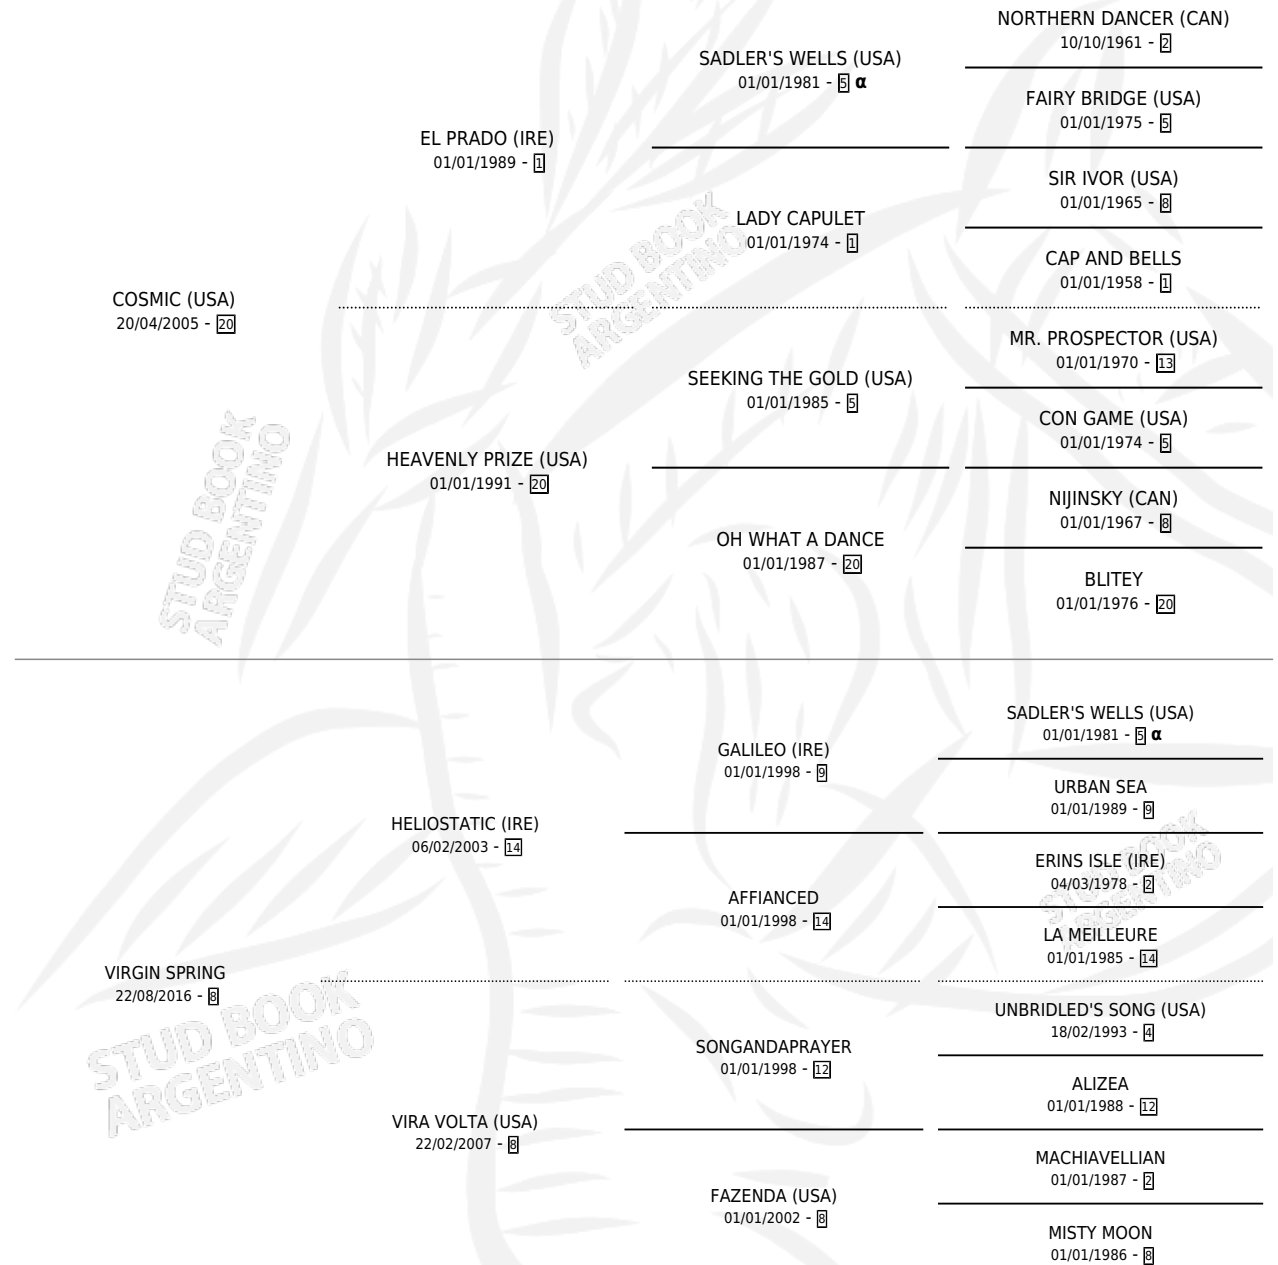 NORTHERN DANCER (CAN)
10/10/1961 - 2
SADLER'S WELLS (USA)
01/01/1981 - 5 α
FAIRY BRIDGE (USA)
01/01/1975 - 5
EL PRADO (IRE)
01/01/1989 - 1
SIR IVOR (USA)
01/01/1965 - 8
LADY CAPULET
01/01/1974 - 1
CAP AND BELLS
01/01/1958 - 1
COSMIC (USA)
20/04/2005 - 20
MR. PROSPECTOR (USA)
01/01/1970 - 13
SEEKING THE GOLD (USA)
01/01/1985 - 5
CON GAME (USA)
01/01/1974 - 5
HEAVENLY PRIZE (USA)
01/01/1991 - 20
NIJINSKY (CAN)
01/01/1967 - 8
OH WHAT A DANCE
01/01/1987 - 20
BLITEY
01/01/1976 - 20
SADLER'S WELLS (USA)
01/01/1981 - 5 α
GALILEO (IRE)
01/01/1998 - 9
URBAN SEA
01/01/1989 - 9
HELIOSTATIC (IRE)
06/02/2003 - 14
ERINS ISLE (IRE)
04/03/1978 - 2
AFFIANCED
01/01/1998 - 14
LA MEILLEURE
01/01/1985 - 14
VIRGIN SPRING
22/08/2016 - 8
UNBRIDLED'S SONG (USA)
18/02/1993 - 4
SONGANDAPRAYER
01/01/1998 - 12
ALIZEA
01/01/1988 - 12
VIRA VOLTA (USA)
22/02/2007 - 8
MACHIAVELLIAN
01/01/1987 - 2
FAZENDA (USA)
01/01/2002 - 8
MISTY MOON
01/01/1986 - 8
STUD BOOK
ARGENTINO
STUD BOOK
ARGENTINO
STUD BOOK
ARGENTINO
STUD BOOK
ARGENTINO